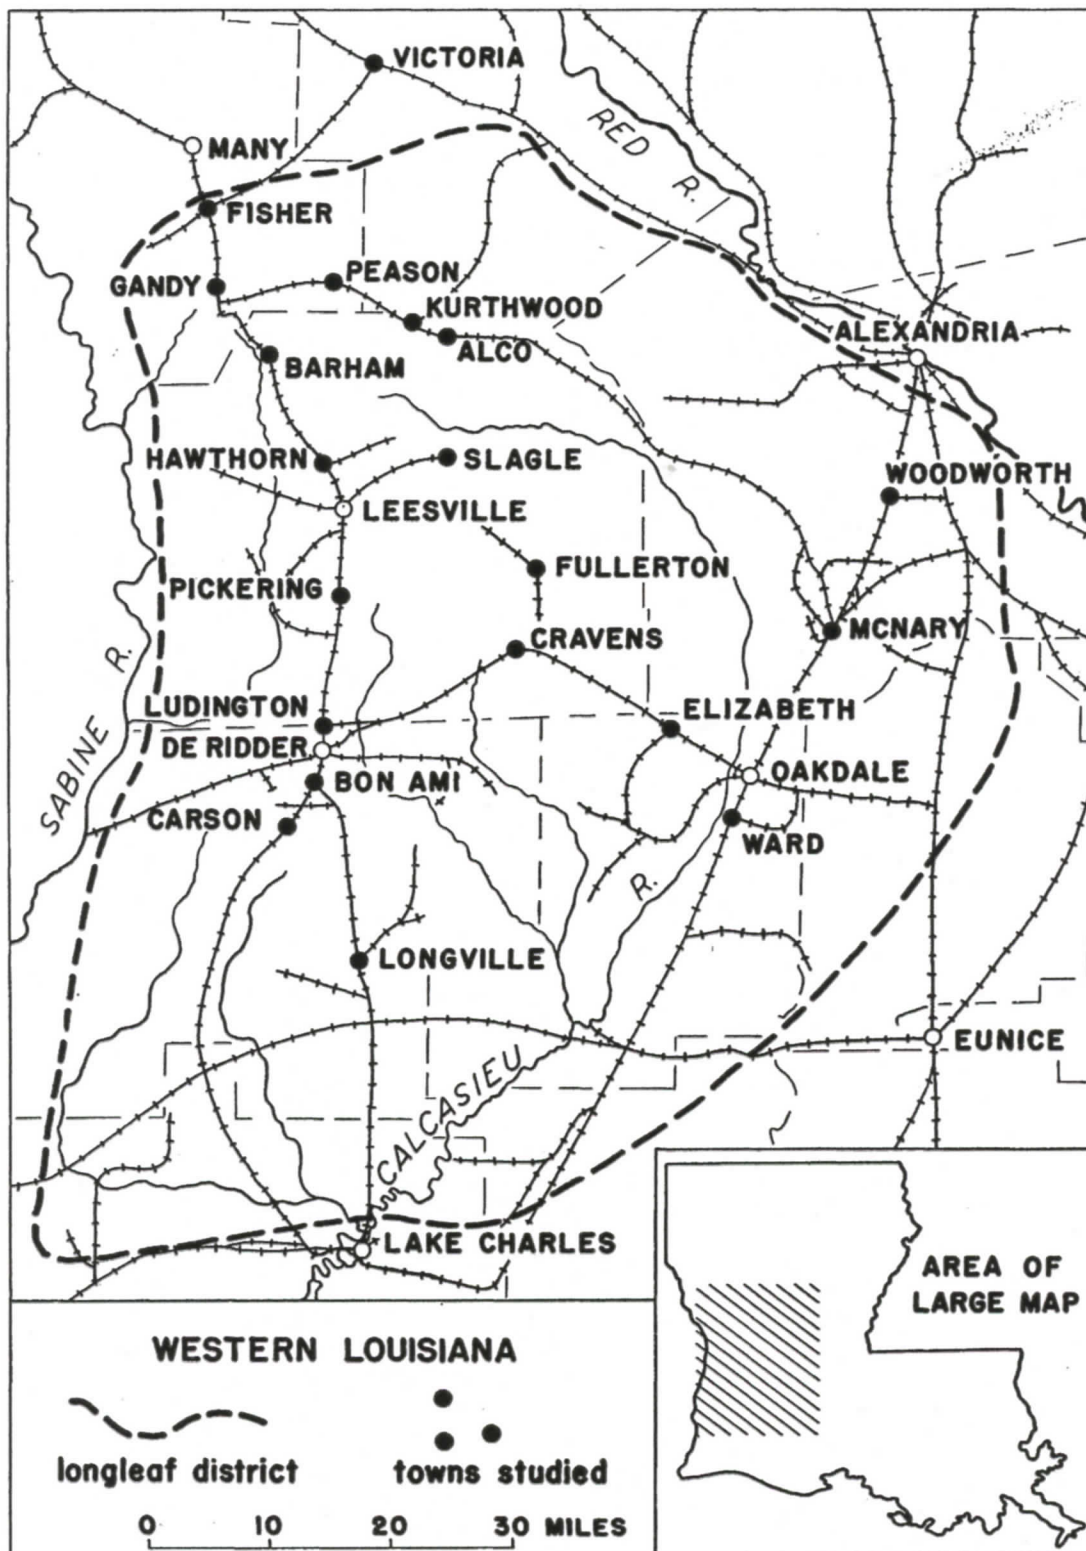 VICTORIA
RED R.
MANY
FISHER
PEASON
GANDY
KURTHWOOD
ALEXANDRIA
ALCO
BARHAM
HAWTHORN
SLAGLE
WOODWORTH
LEESVILLE
FULLERTON
PICKERING
MCNARY
CRAVENS
SABINE R.
LUDINGTON
ELIZABETH
DE RIDDER
OAKDALE
BON AMI
CARSON
WARD
CALCASIEU R.
LONGVILLE
EUNICE
LAKE CHARLES
AREA OF
LARGE MAP
WESTERN LOUISIANA
longleaf district
towns studied
0 10 20 30 MILES